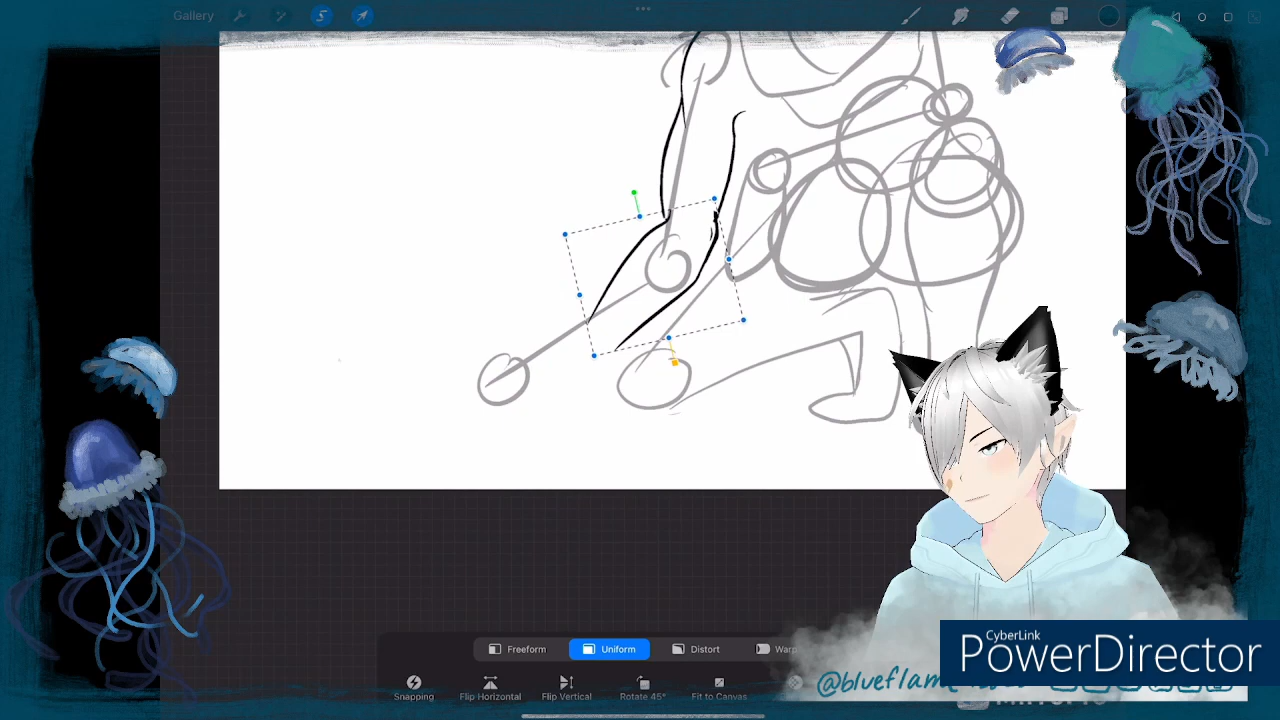 Gallery
Freeform
Uniform
Distort
Warp
Snapping
Flip Horizontal
Flip Vertical
Rotate 45°
Fit to Canvas
@blueflam
CyberLink
PowerDirector